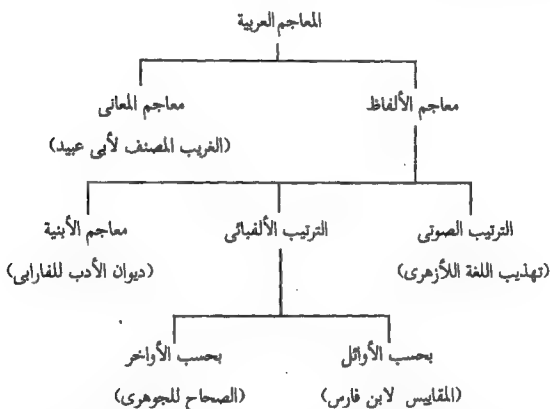 المعاجم العربية
معاجم الألفاظ
معاجم المعانى
(الغريب المصنف لأبى عبيد)
الترتيب الصوتى
الترتيب الألفبائى
معاجم الأبنية
(تهذيب اللغة اللأزهرى)
(ديوان الأدب للفارابى)
بحسب الأوائل
بحسب الأواخر
(المقاييس لابن فارس)
(الصحاح للجوهرى)